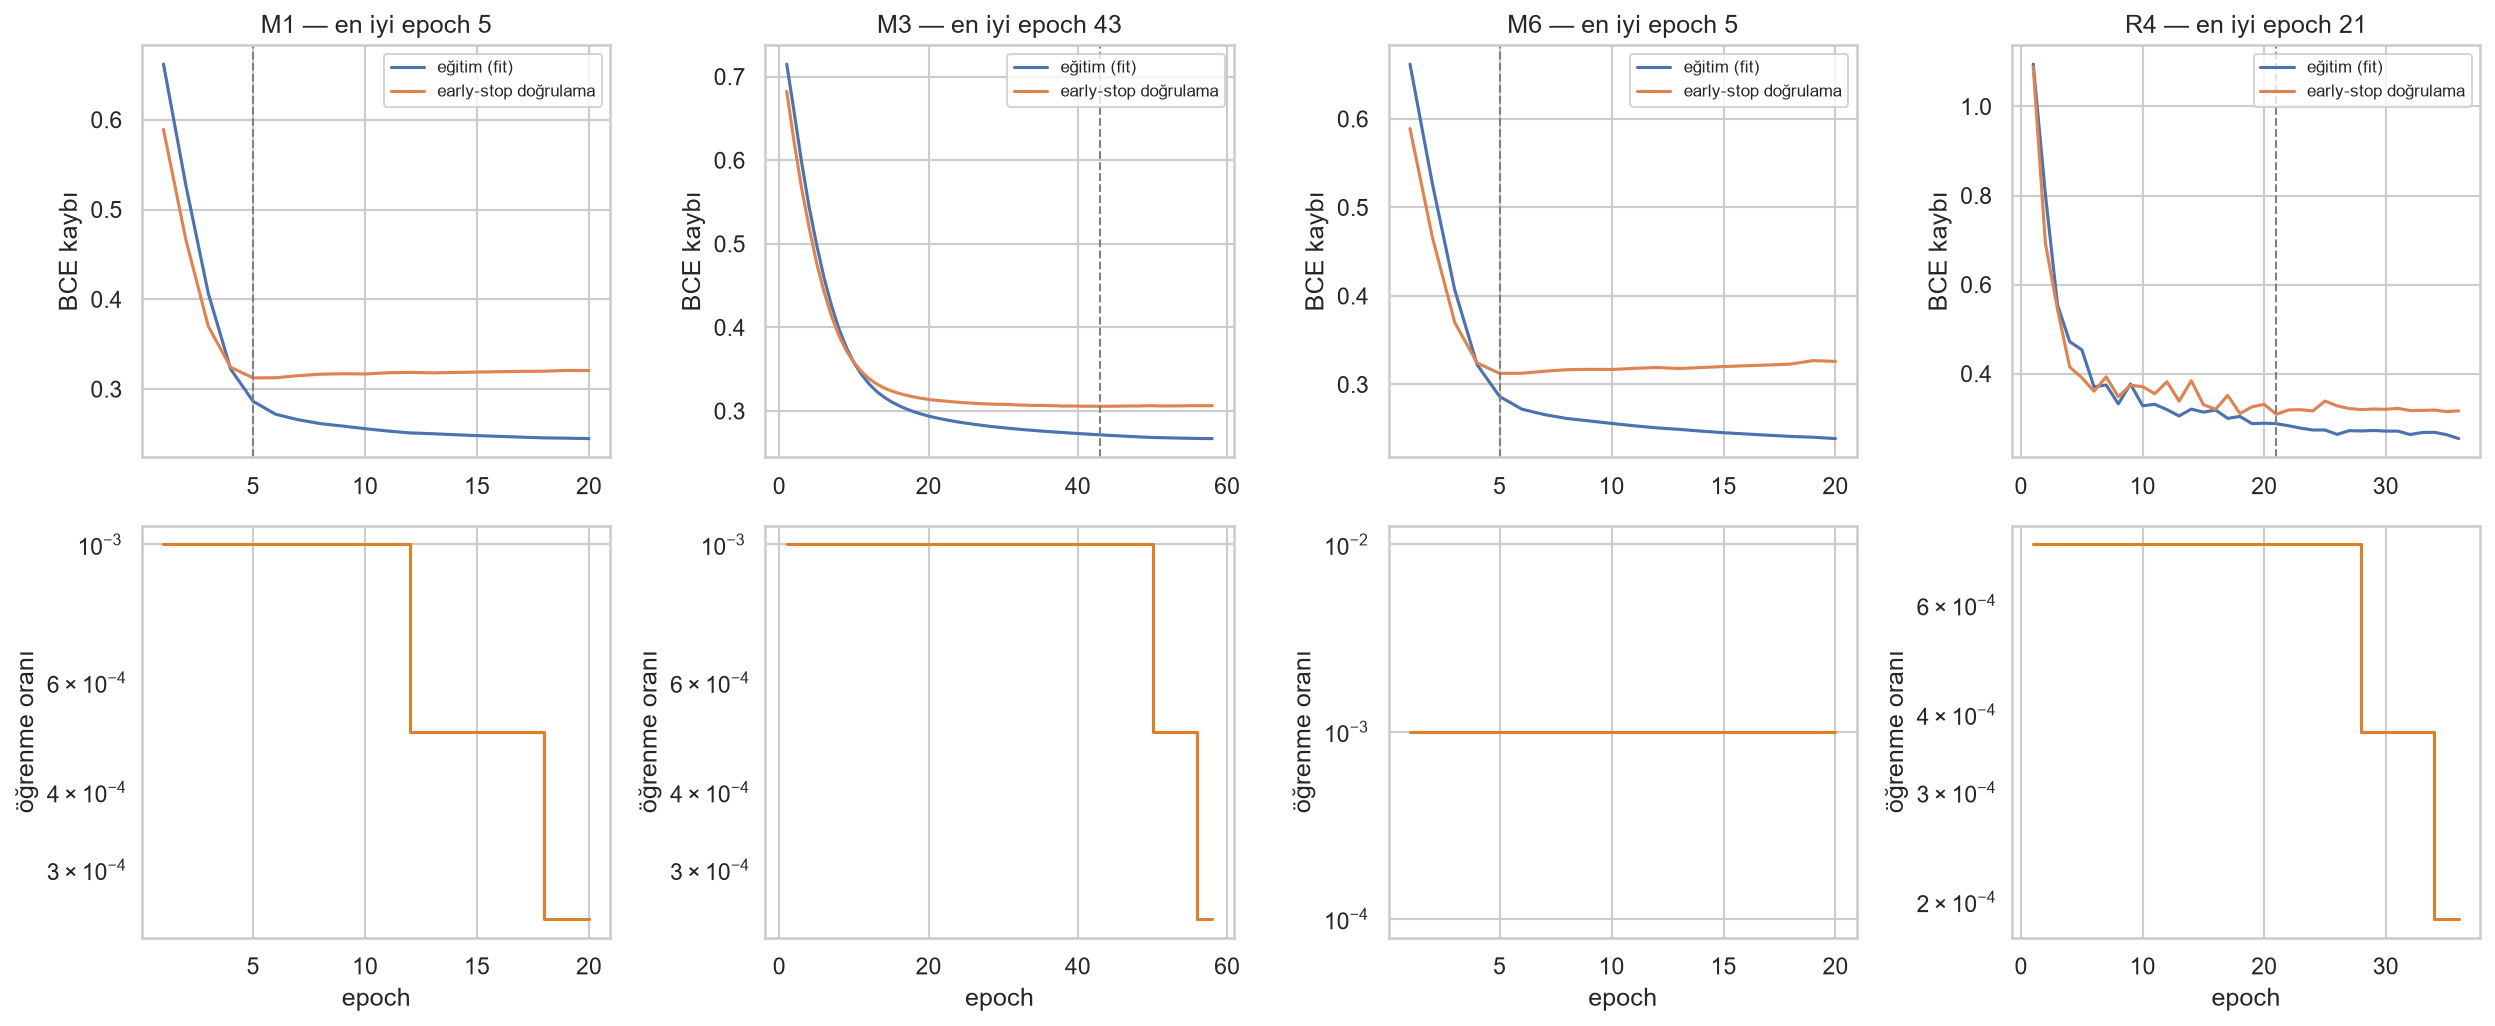 M1 — en iyi epoch 5
BCE kaybı
0.6
0.5
0.4
0.3
eğitim (fit)
early-stop doğrulama
5
10
15
20
M3 — en iyi epoch 43
BCE kaybı
0.7
0.6
0.5
0.4
0.3
eğitim (fit)
early-stop doğrulama
0
20
40
60
M6 — en iyi epoch 5
BCE kaybı
0.6
0.5
0.4
0.3
eğitim (fit)
early-stop doğrulama
5
10
15
20
R4 — en iyi epoch 21
BCE kaybı
1.0
0.8
0.6
0.4
eğitim (fit)
early-stop doğrulama
0
10
20
30
öğrenme oranı
10⁻³
6 × 10⁻⁴
4 × 10⁻⁴
3 × 10⁻⁴
5
10
15
20
epoch
öğrenme oranı
10⁻³
6 × 10⁻⁴
4 × 10⁻⁴
3 × 10⁻⁴
0
20
40
60
epoch
öğrenme oranı
10⁻²
10⁻³
10⁻⁴
5
10
15
20
epoch
öğrenme oranı
6 × 10⁻⁴
4 × 10⁻⁴
3 × 10⁻⁴
2 × 10⁻⁴
0
10
20
30
epoch